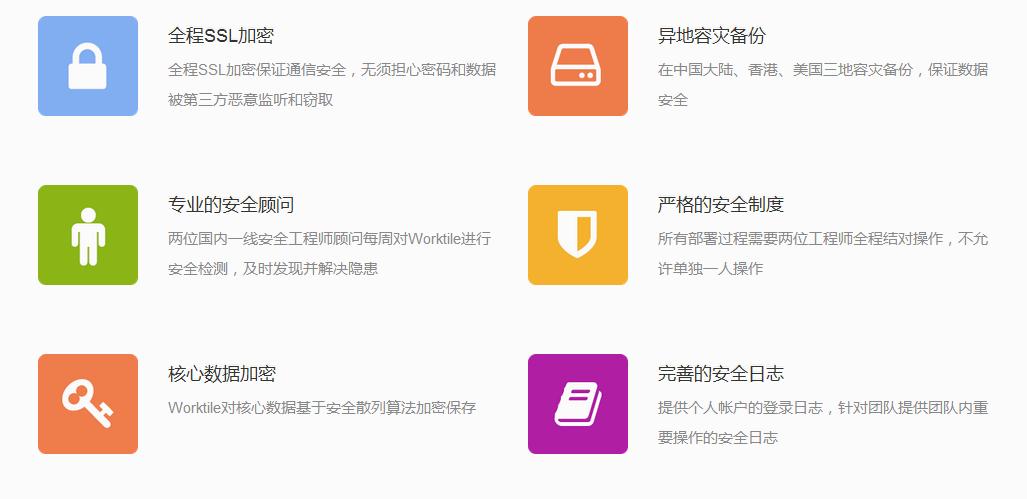 全程SSL加密
全程SSL加密保证通信安全，无须担心密码和数据
被第三方恶意监听和窃取
异地容灾备份
在中国大陆、香港、美国三地容灾备份，保证数据
安全
专业的安全顾问
两位国内一线安全工程师顾问每周对Worktile进行
安全检测，及时发现并解决隐患
严格的安全制度
所有部署过程需要两位工程师全程结对操作，不允
许单独一人操作
核心数据加密
Worktile对核心数据基于安全散列算法加密保存
完善的安全日志
提供个人帐户的登录日志，针对团队提供团队内重
要操作的安全日志